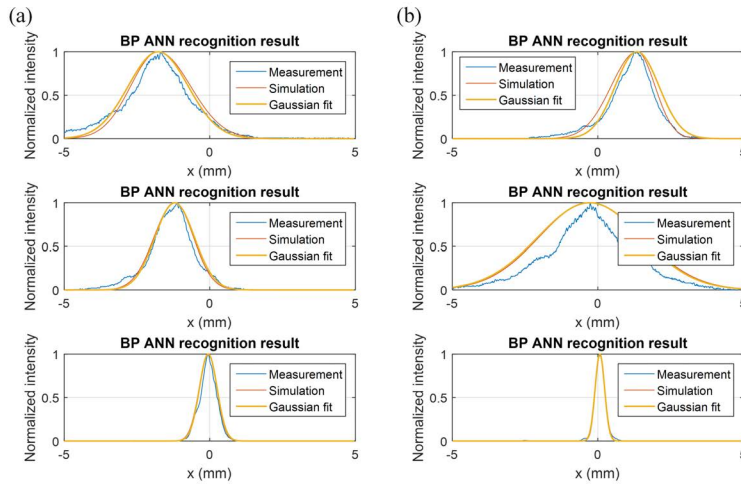 (a)
BP ANN recognition result
Normalized intensity
1
0.5
0
-5
0
5
x (mm)
Measurement
Simulation
Gaussian fit
(b)
BP ANN recognition result
Normalized intensity
1
0.5
0
-5
0
5
x (mm)
Measurement
Simulation
Gaussian fit
BP ANN recognition result
Normalized intensity
1
0.5
0
-5
0
5
x (mm)
Measurement
Simulation
Gaussian fit
BP ANN recognition result
Normalized intensity
1
0.5
0
-5
0
5
x (mm)
Measurement
Simulation
Gaussian fit
BP ANN recognition result
Normalized intensity
1
0.5
0
-5
0
5
x (mm)
Measurement
Simulation
Gaussian fit
BP ANN recognition result
Normalized intensity
1
0.5
0
-5
0
5
x (mm)
Measurement
Simulation
Gaussian fit